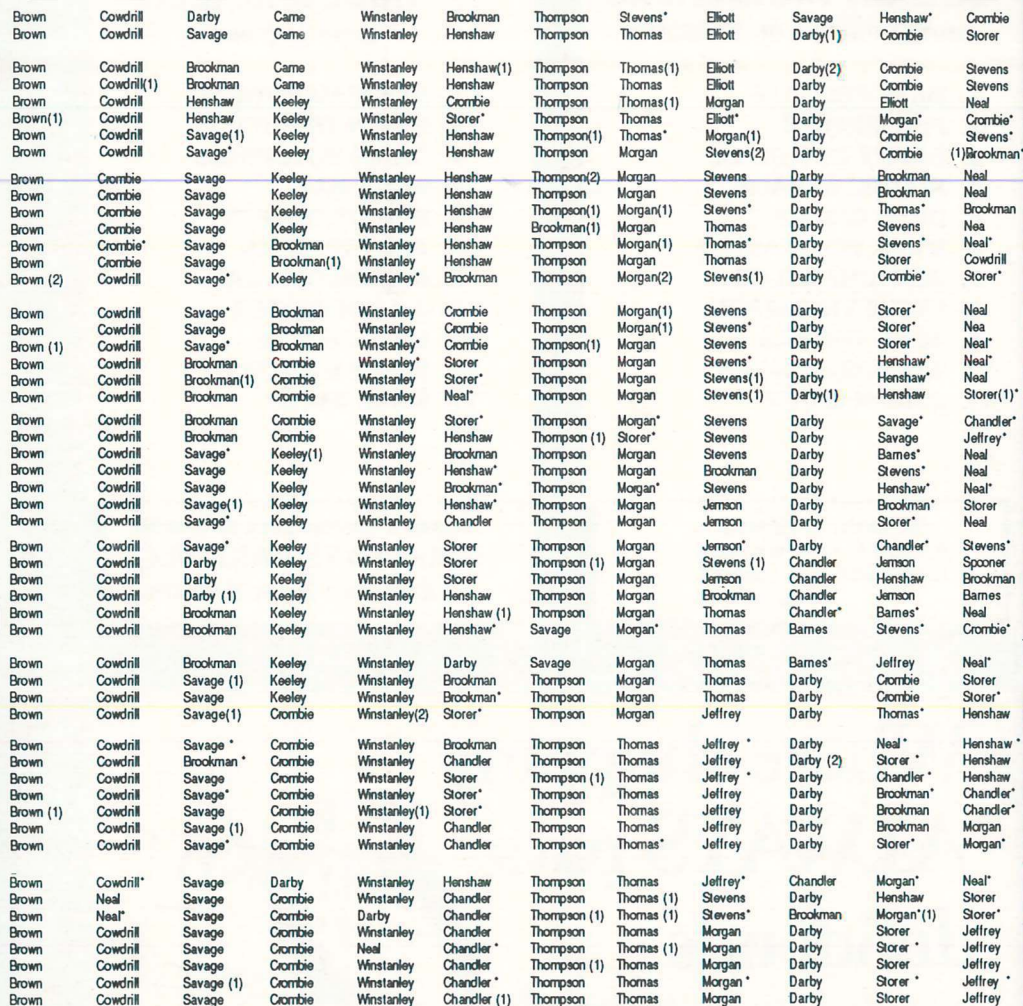 Brown Cowdrill Darby Carne Winstanley Brookman Thompson Stevens* Elliott Savage Henshaw* Crombie
Brown Cowdrill Savage Carne Winstanley Henshaw Thompson Thomas Elliott Darby(1) Crombie Storer
Brown Cowdrill Brookman Carne Winstanley Henshaw(1) Thompson Thomas(1) Elliott Darby(2) Crombie Stevens
Brown Cowdrill(1) Brookman Carne Winstanley Henshaw Thompson Thomas Elliott Darby Crombie Stevens
Brown Cowdrill Henshaw Keeley Winstanley Crombie Thompson Thomas(1) Morgan Darby Elliott Neal
Brown(1) Cowdrill Henshaw Keeley Winstanley Storer* Thompson Thomas Elliott* Darby Morgan* Crombie*
Brown Cowdrill Savage(1) Keeley Winstanley Henshaw Thompson(1) Thomas* Morgan(1) Darby Crombie Stevens*
Brown Cowdrill Savage* Keeley Winstanley Henshaw Thompson Morgan Stevens(2) Darby Crombie (1)Brookman*
Brown Crombie Savage Keeley Winstanley Henshaw Thompson(2) Morgan Stevens Darby Brookman Neal
Brown Crombie Savage Keeley Winstanley Henshaw Thompson Morgan Stevens Darby Brookman Neal
Brown Crombie Savage Keeley Winstanley Henshaw Thompson(1) Morgan(1) Stevens* Darby Thomas* Brookman
Brown Crombie Savage Keeley Winstanley Henshaw Brookman(1) Morgan Thomas Darby Stevens Nea
Brown Crombie* Savage Brookman Winstanley Henshaw Thompson Morgan(1) Thomas* Darby Stevens* Neal*
Brown Crombie Savage Brookman(1) Winstanley Henshaw Thompson Morgan Thomas Darby Storer Cowdrill
Brown (2) Cowdrill Savage* Keeley Winstanley* Brookman Thompson Morgan(2) Stevens(1) Darby Crombie* Storer*
Brown Cowdrill Savage* Brookman Winstanley Crombie Thompson Morgan(1) Stevens Darby Storer* Neal
Brown Cowdrill Savage Brookman Winstanley Crombie Thompson Morgan(1) Stevens* Darby Storer* Nea
Brown (1) Cowdrill Savage* Brookman Winstanley* Crombie Thompson(1) Morgan Stevens Darby Storer* Neal*
Brown Cowdrill Brookman Crombie Winstanley* Storer Thompson Morgan Stevens* Darby Henshaw* Neal*
Brown Cowdrill Brookman(1) Crombie Winstanley Storer* Thompson Morgan Stevens(1) Darby Henshaw* Neal
Brown Cowdrill Brookman Crombie Winstanley Neal* Thompson Morgan Stevens(1) Darby(1) Henshaw Storer(1)*
Brown Cowdrill Brookman Crombie Winstanley Storer* Thompson Morgan* Stevens Darby Savage* Chandler*
Brown Cowdrill Brookman Crombie Winstanley Henshaw Thompson (1) Storer* Stevens Darby Savage Jeffrey*
Brown Cowdrill Savage* Keeley(1) Winstanley Brookman Thompson Morgan Stevens Darby Barnes* Neal
Brown Cowdrill Savage Keeley Winstanley Henshaw* Thompson Morgan Brookman Darby Stevens* Neal
Brown Cowdrill Savage Keeley Winstanley Brookman* Thompson Morgan* Stevens Darby Henshaw* Neal*
Brown Cowdrill Savage(1) Keeley Winstanley Henshaw* Thompson Morgan Jemson Darby Brookman* Storer
Brown Cowdrill Savage* Keeley Winstanley Chandler Thompson Morgan Jemson Darby Storer* Neal
Brown Cowdrill Savage* Keeley Winstanley Storer Thompson Morgan Jemson* Darby Chandler* Stevens*
Brown Cowdrill Darby Keeley Winstanley Storer Thompson (1) Morgan Stevens (1) Chandler Jemson Spooner
Brown Cowdrill Darby Keeley Winstanley Storer Thompson Morgan Jemson Chandler Henshaw Brookman
Brown Cowdrill Darby (1) Keeley Winstanley Henshaw Thompson Morgan Brookman Chandler Jemson Barnes
Brown Cowdrill Brookman Keeley Winstanley Henshaw (1) Thompson Morgan Thomas Chandler* Barnes* Neal
Brown Cowdrill Brookman Keeley Winstanley Henshaw* Savage Morgan* Thomas Barnes Stevens* Crombie*
Brown Cowdrill Brookman Keeley Winstanley Darby Savage Morgan Thomas Barnes* Jeffrey Neal*
Brown Cowdrill Savage (1) Keeley Winstanley Brookman Thompson Morgan Thomas Darby Crombie Storer
Brown Cowdrill Savage Keeley Winstanley Brookman* Thompson Morgan Thomas Darby Crombie Storer*
Brown Cowdrill Savage(1) Crombie Winstanley(2) Storer* Thompson Morgan Jeffrey Darby Thomas* Henshaw
Brown Cowdrill Savage * Crombie Winstanley Brookman Thompson Thomas Jeffrey * Darby Neal * Henshaw *
Brown Cowdrill Brookman * Crombie Winstanley Chandler Thompson Thomas Jeffrey Darby (2) Storer * Henshaw
Brown Cowdrill Savage Crombie Winstanley Storer Thompson (1) Thomas Jeffrey * Darby Chandler * Henshaw
Brown Cowdrill Savage* Crombie Winstanley Storer* Thompson Thomas Jeffrey Darby Brookman* Chandler*
Brown (1) Cowdrill Savage Crombie Winstanley(1) Storer* Thompson Thomas Jeffrey Darby Brookman Chandler*
Brown Cowdrill Savage (1) Crombie Winstanley Chandler Thompson Thomas Jeffrey Darby Brookman Morgan
Brown Cowdrill Savage* Crombie Winstanley Chandler Thompson Thomas* Jeffrey Darby Storer* Morgan*
Brown Cowdrill* Savage Darby Winstanley Henshaw Thompson Thomas Jeffrey* Chandler Morgan* Neal*
Brown Neal Savage Crombie Winstanley Chandler Thompson Thomas (1) Stevens Darby Henshaw Storer
Brown Neal* Savage Crombie Darby Chandler Thompson (1) Thomas (1) Stevens* Brookman Morgan*(1) Storer*
Brown Cowdrill Savage Crombie Winstanley Chandler Thompson Thomas Morgan Darby Storer Jeffrey
Brown Cowdrill Savage Crombie Neal Chandler * Thompson Thomas (1) Morgan Darby Storer * Jeffrey
Brown Cowdrill Savage Crombie Winstanley Chandler Thompson (1) Thomas Morgan Darby Storer Jeffrey
Brown Cowdrill Savage (1) Crombie Winstanley Chandler * Thompson Thomas Morgan * Darby Storer * Jeffrey *
Brown Cowdrill Savage Crombie Winstanley Chandler (1) Thompson Thomas Morgan Darby Storer Jeffrey